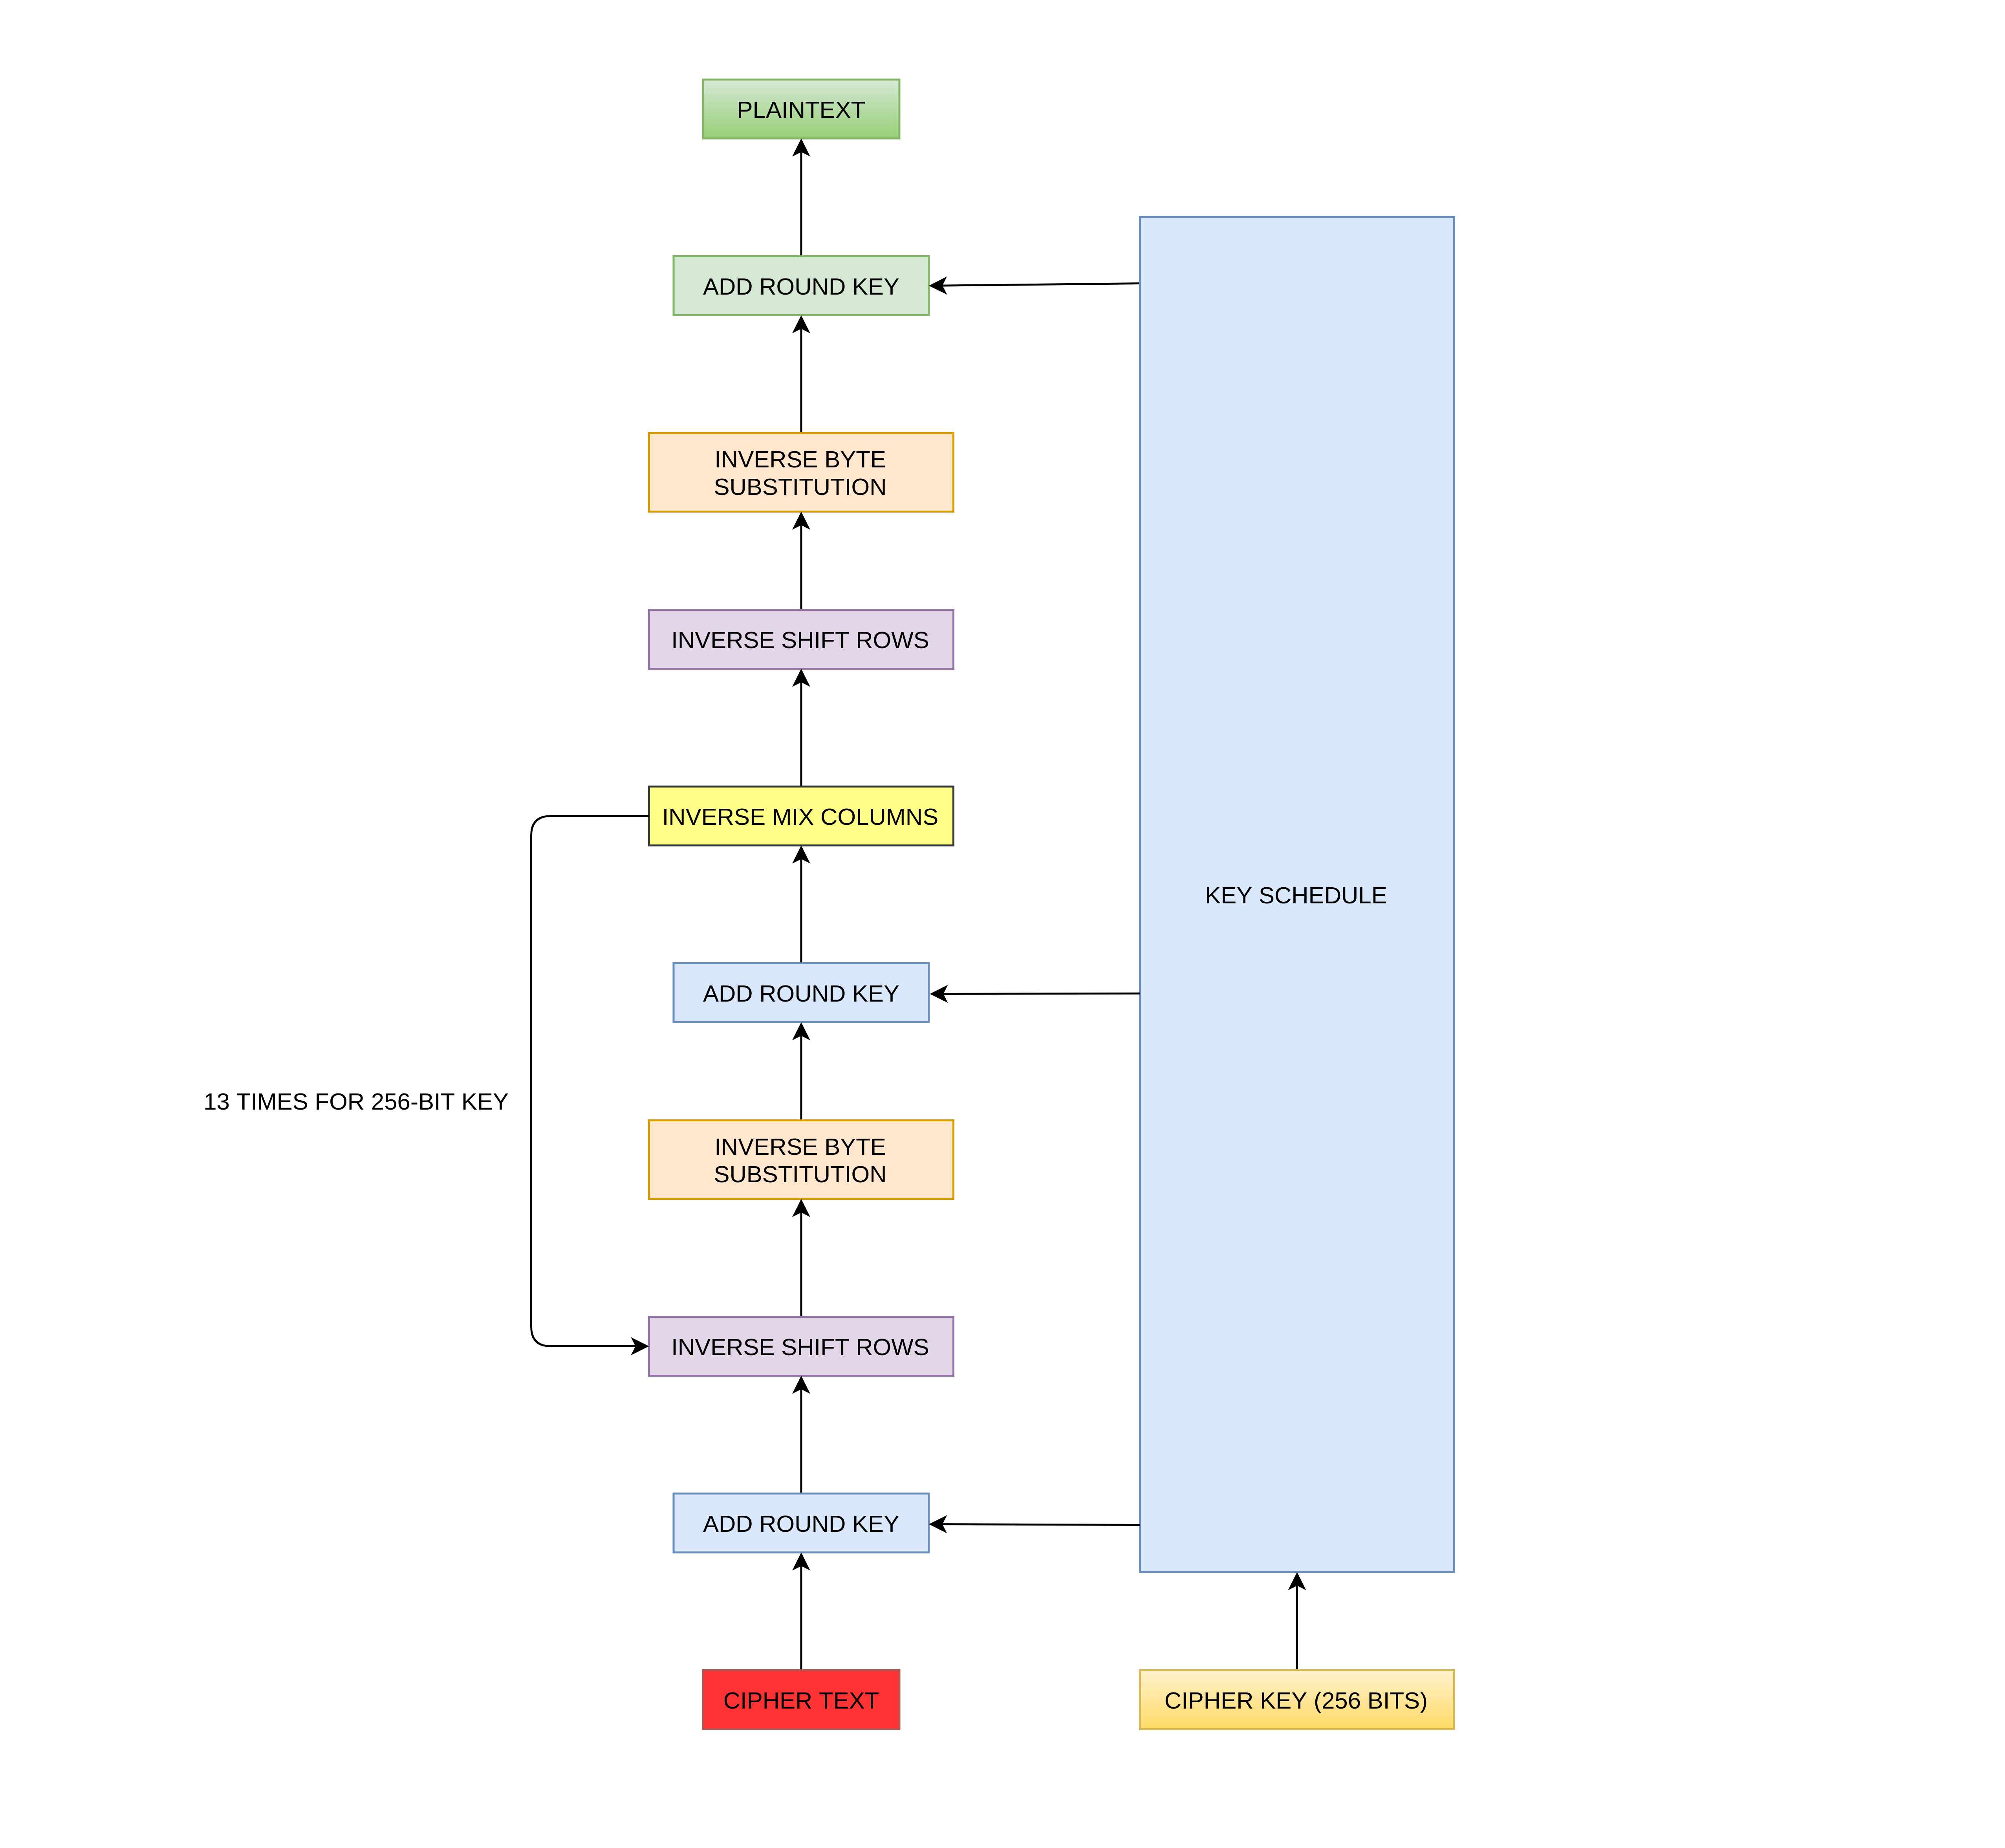 PLAINTEXT
ADD ROUND KEY
INVERSE BYTE
SUBSTITUTION
INVERSE SHIFT ROWS
INVERSE MIX COLUMNS
KEY SCHEDULE
ADD ROUND KEY
13 TIMES FOR 256-BIT KEY
INVERSE BYTE
SUBSTITUTION
INVERSE SHIFT ROWS
ADD ROUND KEY
CIPHER TEXT
CIPHER KEY (256 BITS)